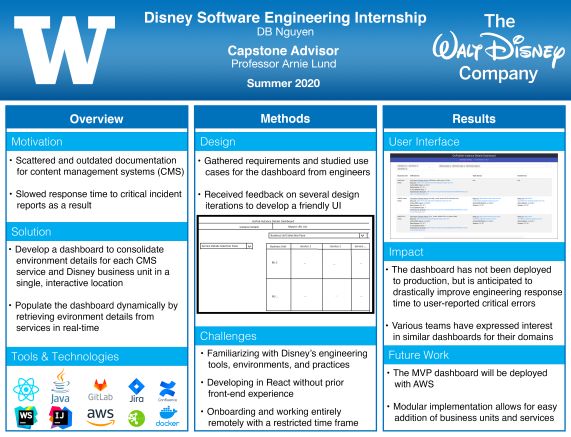 W
Disney Software Engineering Internship
DB Nguyen
Capstone Advisor
Professor Arnie Lund
Summer 2020
The
WALT DISNEY
Company
Overview
Motivation
• Scattered and outdated documentation
for content management systems (CMS)
• Slowed response time to critical incident
reports as a result
Solution
• Develop a dashboard to consolidate
environment details for each CMS
service and Disney business unit in a
single, interactive location
• Populate the dashboard dynamically by
retrieving evironment details from
services in real-time
Tools & Technologies
Java
GitLab
Jira
Confluence
WS
IJ
aws
docker
Methods
Design
• Gathered requirements and studied use
cases for the dashboard from engineers
• Received feedback on several design
iterations to develop a friendly UI
Challenges
• Familiarizing with Disney's engineering
tools, environments, and practices
• Developing in React without prior
front-end experience
• Onboarding and working entirely
remotely with a restricted time frame
Results
User Interface
Impact
• The dashboard has not been deployed
to production, but is anticipated to
drastically improve engineering response
time to user-reported critical errors
• Various teams have expressed interest
in similar dashboards for their domains
Future Work
• The MVP dashboard will be deployed
with AWS
• Modular implementation allows for easy
addition of business units and services